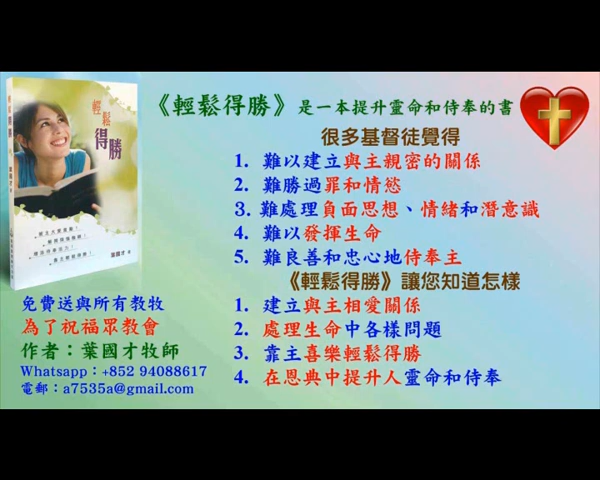 《輕鬆得勝》是一本提升靈命和侍奉的書
很多基督徒覺得
1. 難以建立與主親密的關係
2. 難勝過罪和情慾
3. 難處理負面思想、情緒和潛意識
4. 難以發揮生命
5. 難良善和忠心地侍奉主
《輕鬆得勝》讓您知道怎樣
1. 建立與主相愛關係
2. 處理生命中各樣問題
3. 靠主喜樂輕鬆得勝
4. 在恩典中提升人靈命和侍奉
輕鬆
得勝
輕鬆得勝
葉國才 著
免費送與所有教牧
為了祝福眾教會
作者：葉國才牧師
Whatsapp：+852 94088617
電郵：a7535a@gmail.com